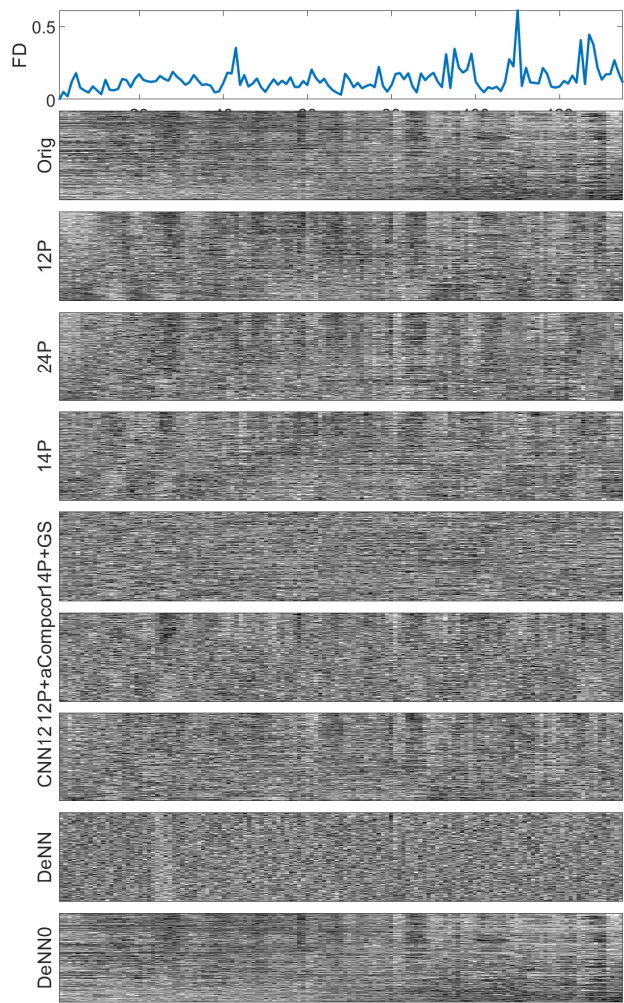 0.5
FD
0
Orig
12P
24P
14P
14P+GS
12P+aCompcor
CNN12
DeNN
DeNN0